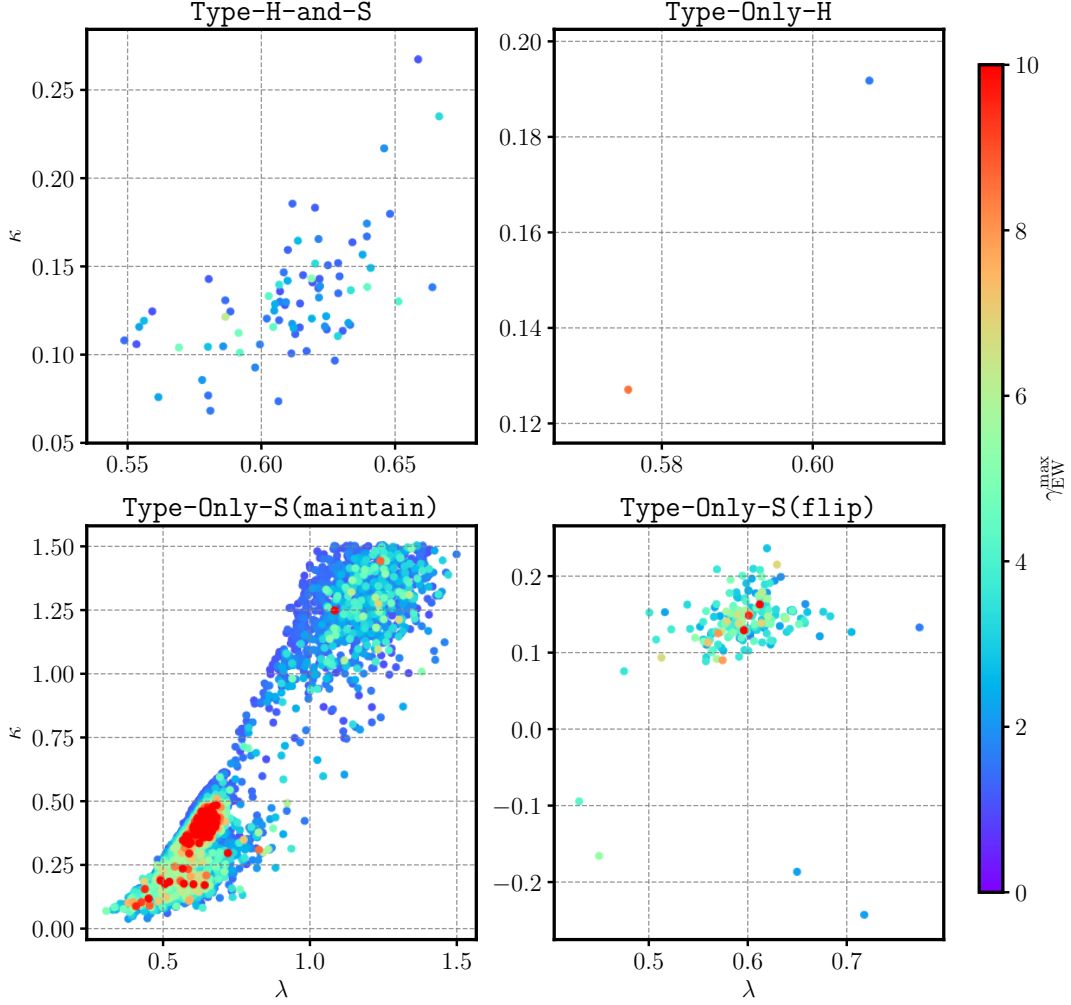 Type-H-and-S
Type-Only-H
κ
0.25
0.20
0.15
0.10
0.05
0.55 0.60 0.65
0.20
0.18
0.16
0.14
0.12
0.58 0.60
Type-Only-S(maintain)
Type-Only-S(flip)
κ
1.50
1.25
1.00
0.75
0.50
0.25
0.00
0.5 1.0 1.5
λ
0.2
0.1
0.0
−0.1
−0.2
0.5 0.6 0.7
λ
10
8
6
4
2
0
γ_EW^max